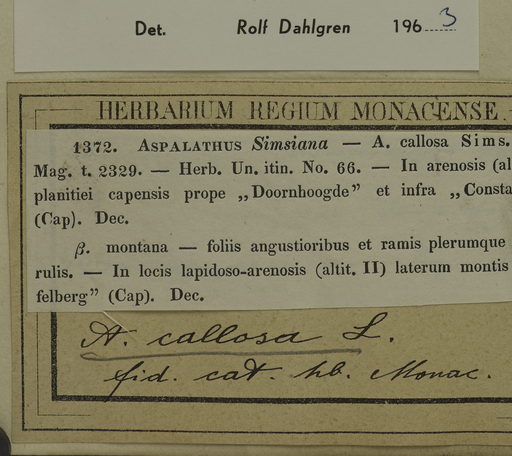 Det. Rolf Dahlgren 1963
HERBARIUM REGIUM MONACENSE.
1372. ASPALATHUS Simsiana — A. callosa Sims.
Mag. t. 2329. — Herb. Un. itin. No. 66. — In arenosis (al
planitiei capensis prope „Doornhoogde” et infra „Consta
(Cap). Dec.
β. montana — foliis angustioribus et ramis plerumque
rulis. — In locis lapidoso-arenosis (altit. II) laterum montis
felberg” (Cap). Dec.
A. callosa L.
fid. cat. hb. Monac.